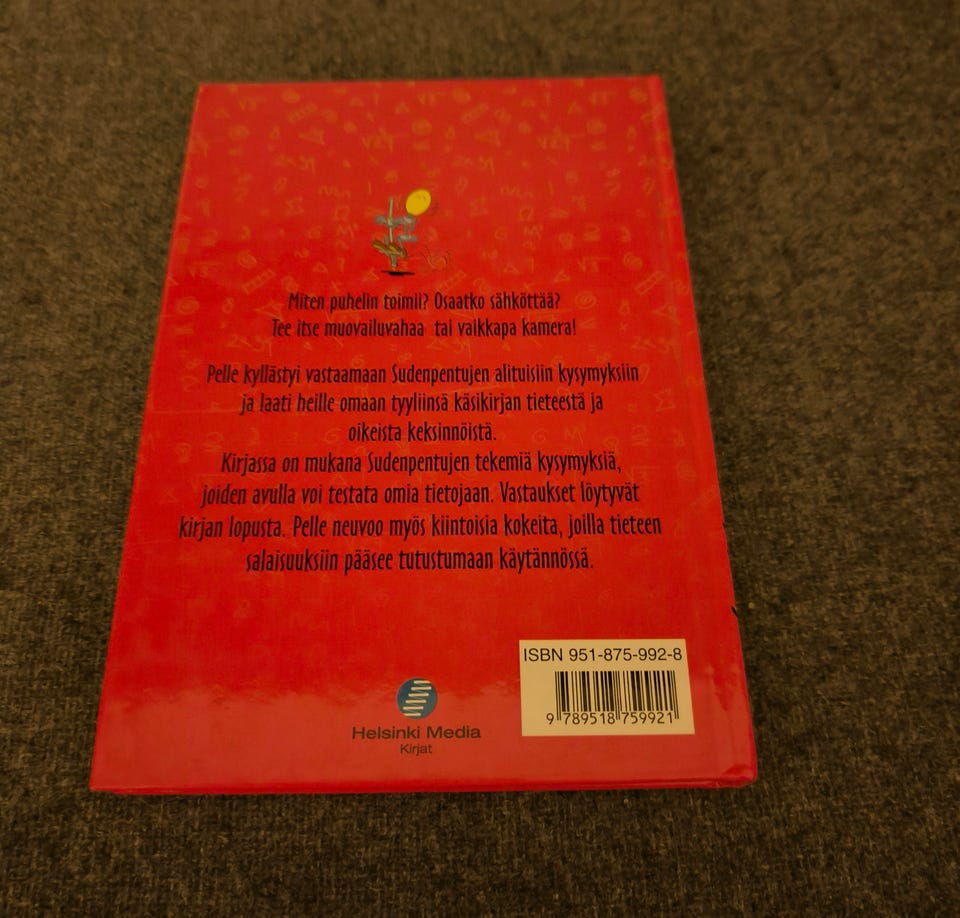 Miten puhelin toimii? Osaatko sähköttää?
Tee itse muovailuvahaa tai vaikkapa kamera!
Pelle kyllästyi vastaamaan Sudenpentujen alituisiin kysymyksiin
ja laati heille omaan tyyliinsä käsikirjan tieteestä ja
oikeista keksinnöistä.
Kirjassa on mukana Sudenpentujen tekemiä kysymyksiä,
joiden avulla voi testata omia tietojaan. Vastaukset löytyvät
kirjan lopusta. Pelle neuvoo myös kiintoisia kokeita, joilla tieteen
salaisuuksiin pääsee tutustumaan käytännössä.
ISBN 951-875-992-8
9 789518 759921
Helsinki Media
Kirjat